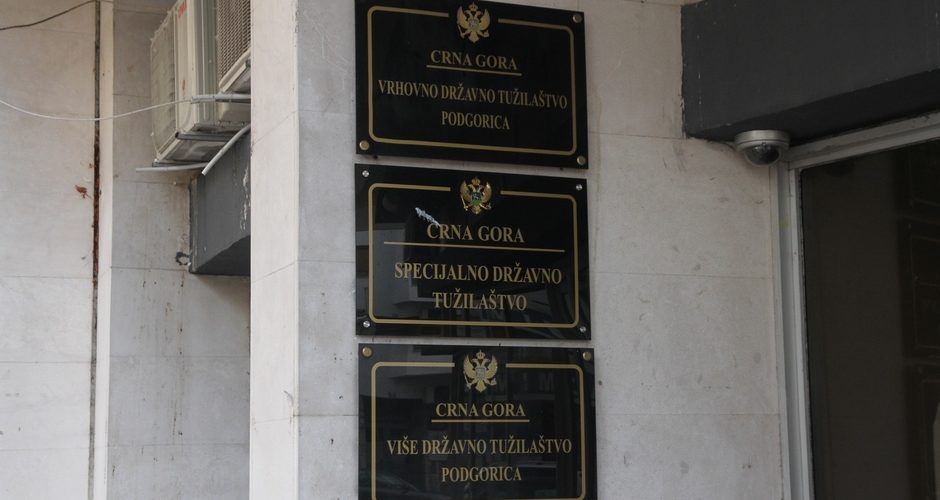 CRNA GORA
VRHOVNO DRŽAVNO TUŽILAŠTVO
PODGORICA
CRNA GORA
SPECIJALNO DRŽAVNO
TUŽILAŠTVO
CRNA GORA
VIŠE DRŽAVNO TUŽILAŠTVO
PODGORICA